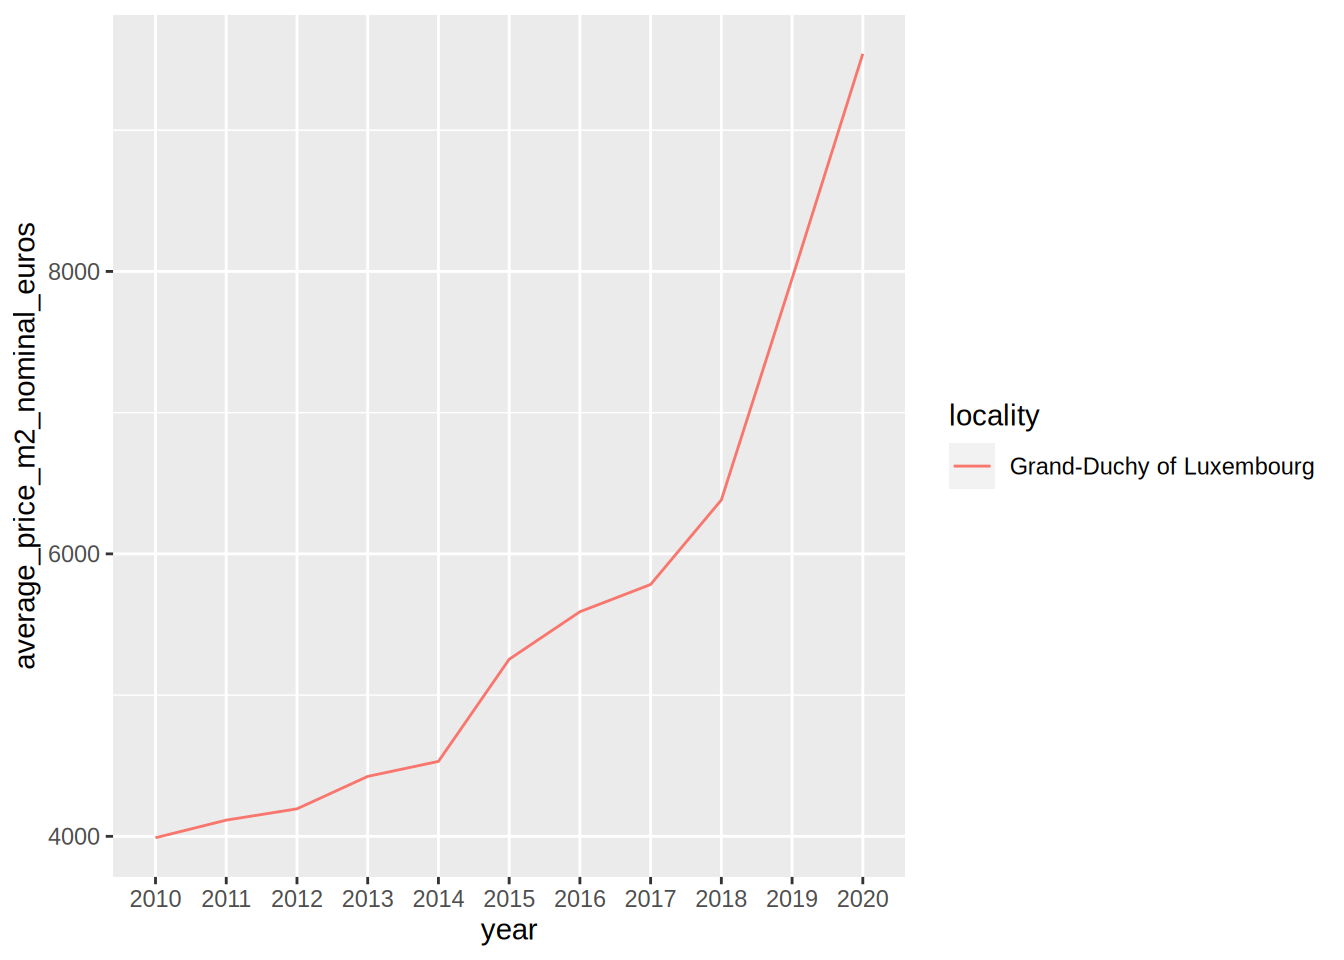 average_price_m2_nominal_euros
8000
6000
4000
2010 2011 2012 2013 2014 2015 2016 2017 2018 2019 2020
year
locality
Grand-Duchy of Luxembourg